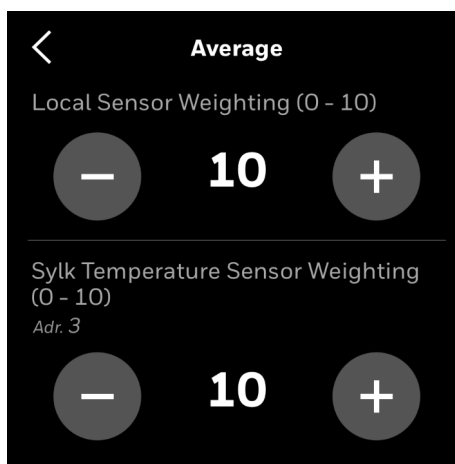 Average
Local Sensor Weighting (0 - 10)
− 10 +
Sylk Temperature Sensor Weighting
(0 - 10)
Adr. 3
− 10 +